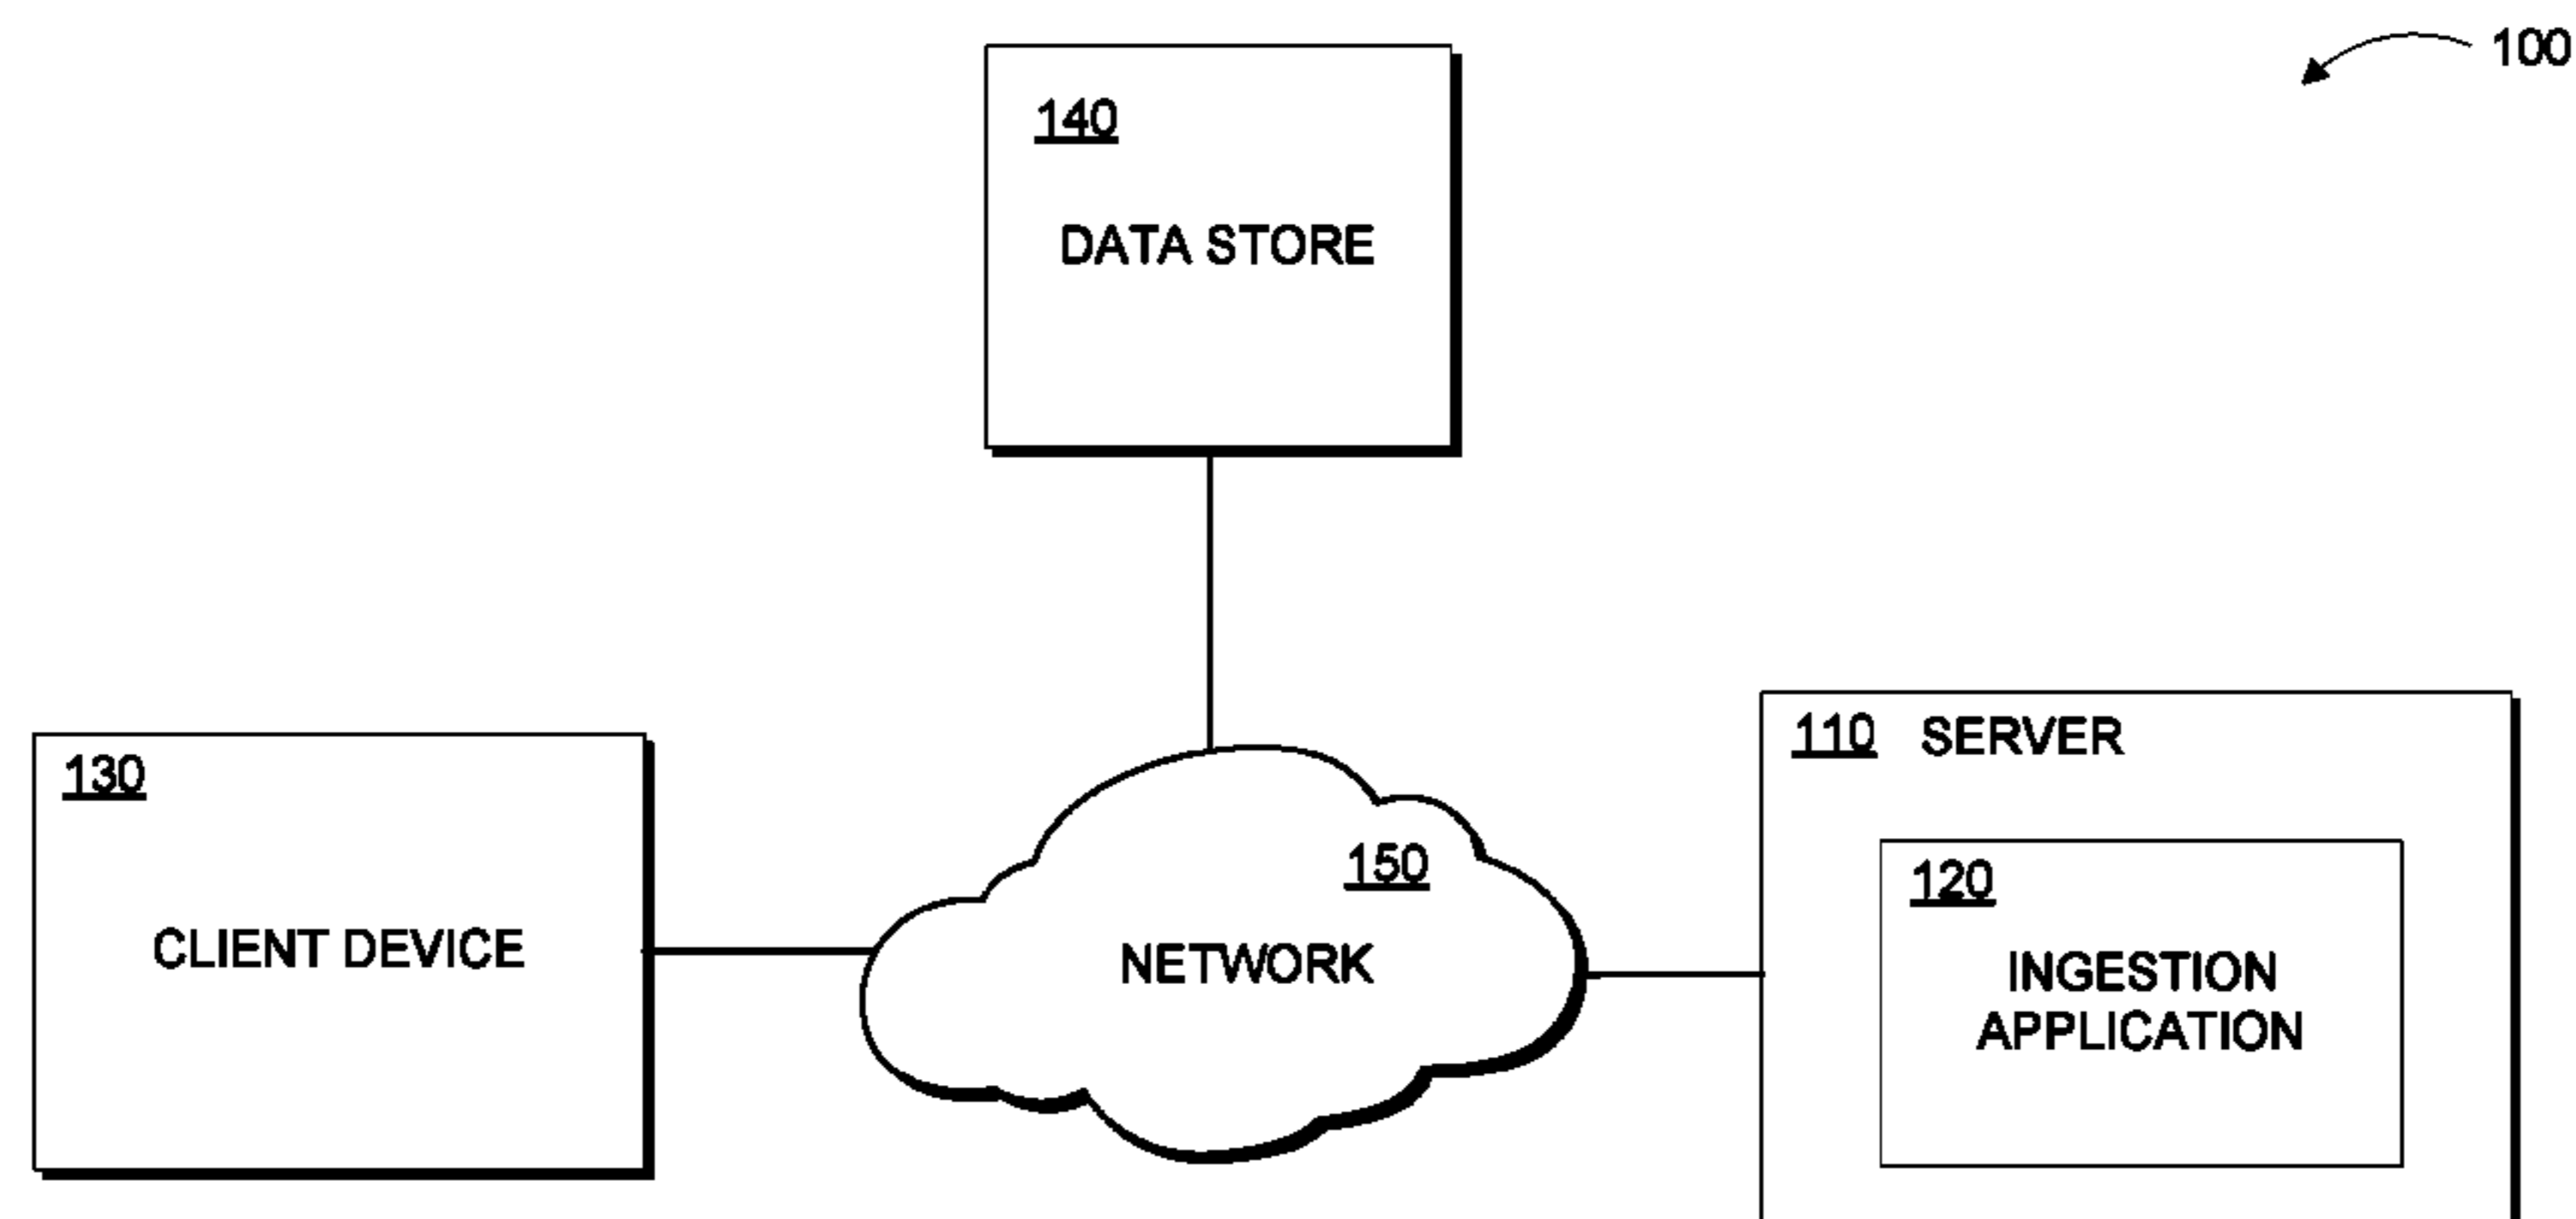 100
140
DATA STORE
130
CLIENT DEVICE
150
NETWORK
110 SERVER
120
INGESTION
APPLICATION